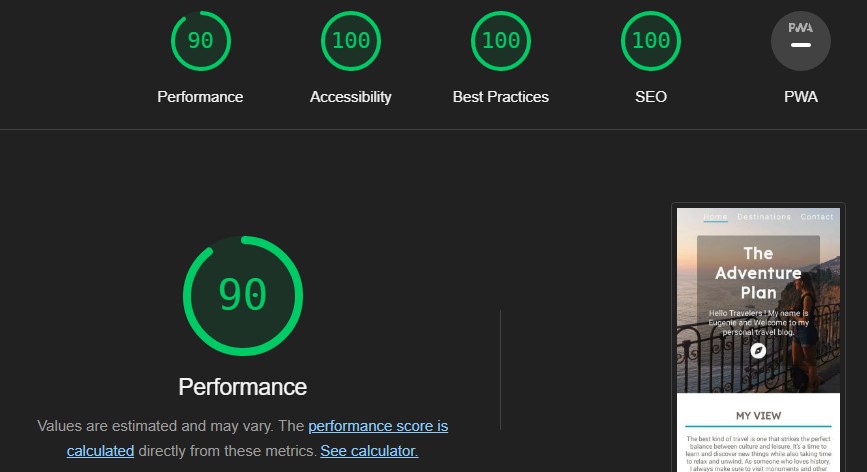 90 100 100 100 PWA
Performance Accessibility Best Practices SEO PWA
Home Destinations Contact
The
Adventure
Plan
Hello Travelers ! My name is
Eugenie and Welcome to my
personal travel blog.
90
Performance
Values are estimated and may vary. The performance score is
calculated directly from these metrics. See calculator.
MY VIEW
The best kind of travel is one that strikes the perfect
balance between culture and leisure. It's a time to
learn and discover new things while also taking time
to relax and unwind. As someone who loves history,
I always make sure to visit monuments and other